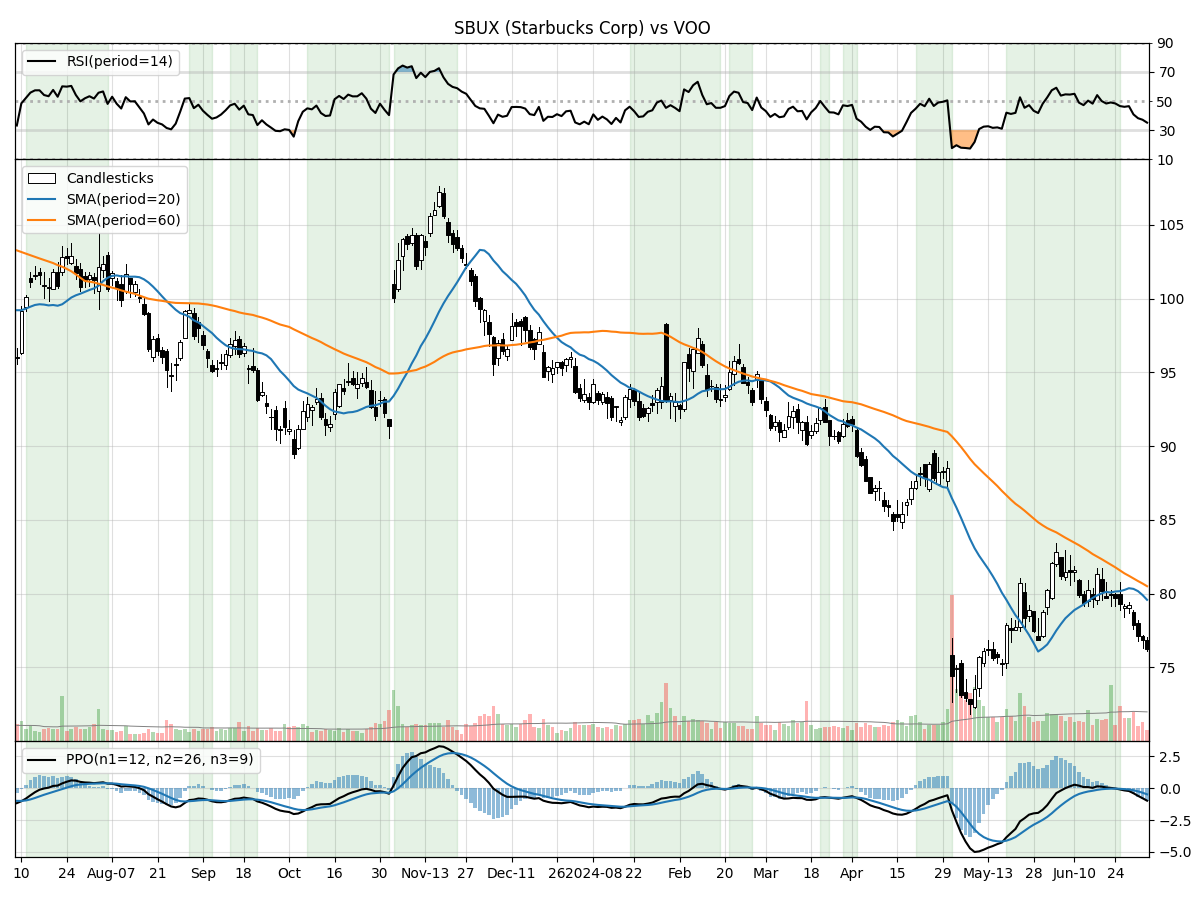 SBUX (Starbucks Corp) vs VOO
RSI(period=14)
90
70
50
30
10
Candlesticks
SMA(period=20)
SMA(period=60)
105
100
95
90
85
80
75
PPO(n1=12, n2=26, n3=9)
2.5
0.0
−2.5
−5.0
10 24 Aug-07 21 Sep 18 Oct 16 30 Nov-13 27 Dec-11 26 2024-08 22 Feb 20 Mar 18 Apr 15 29 May-13 28 Jun-10 24